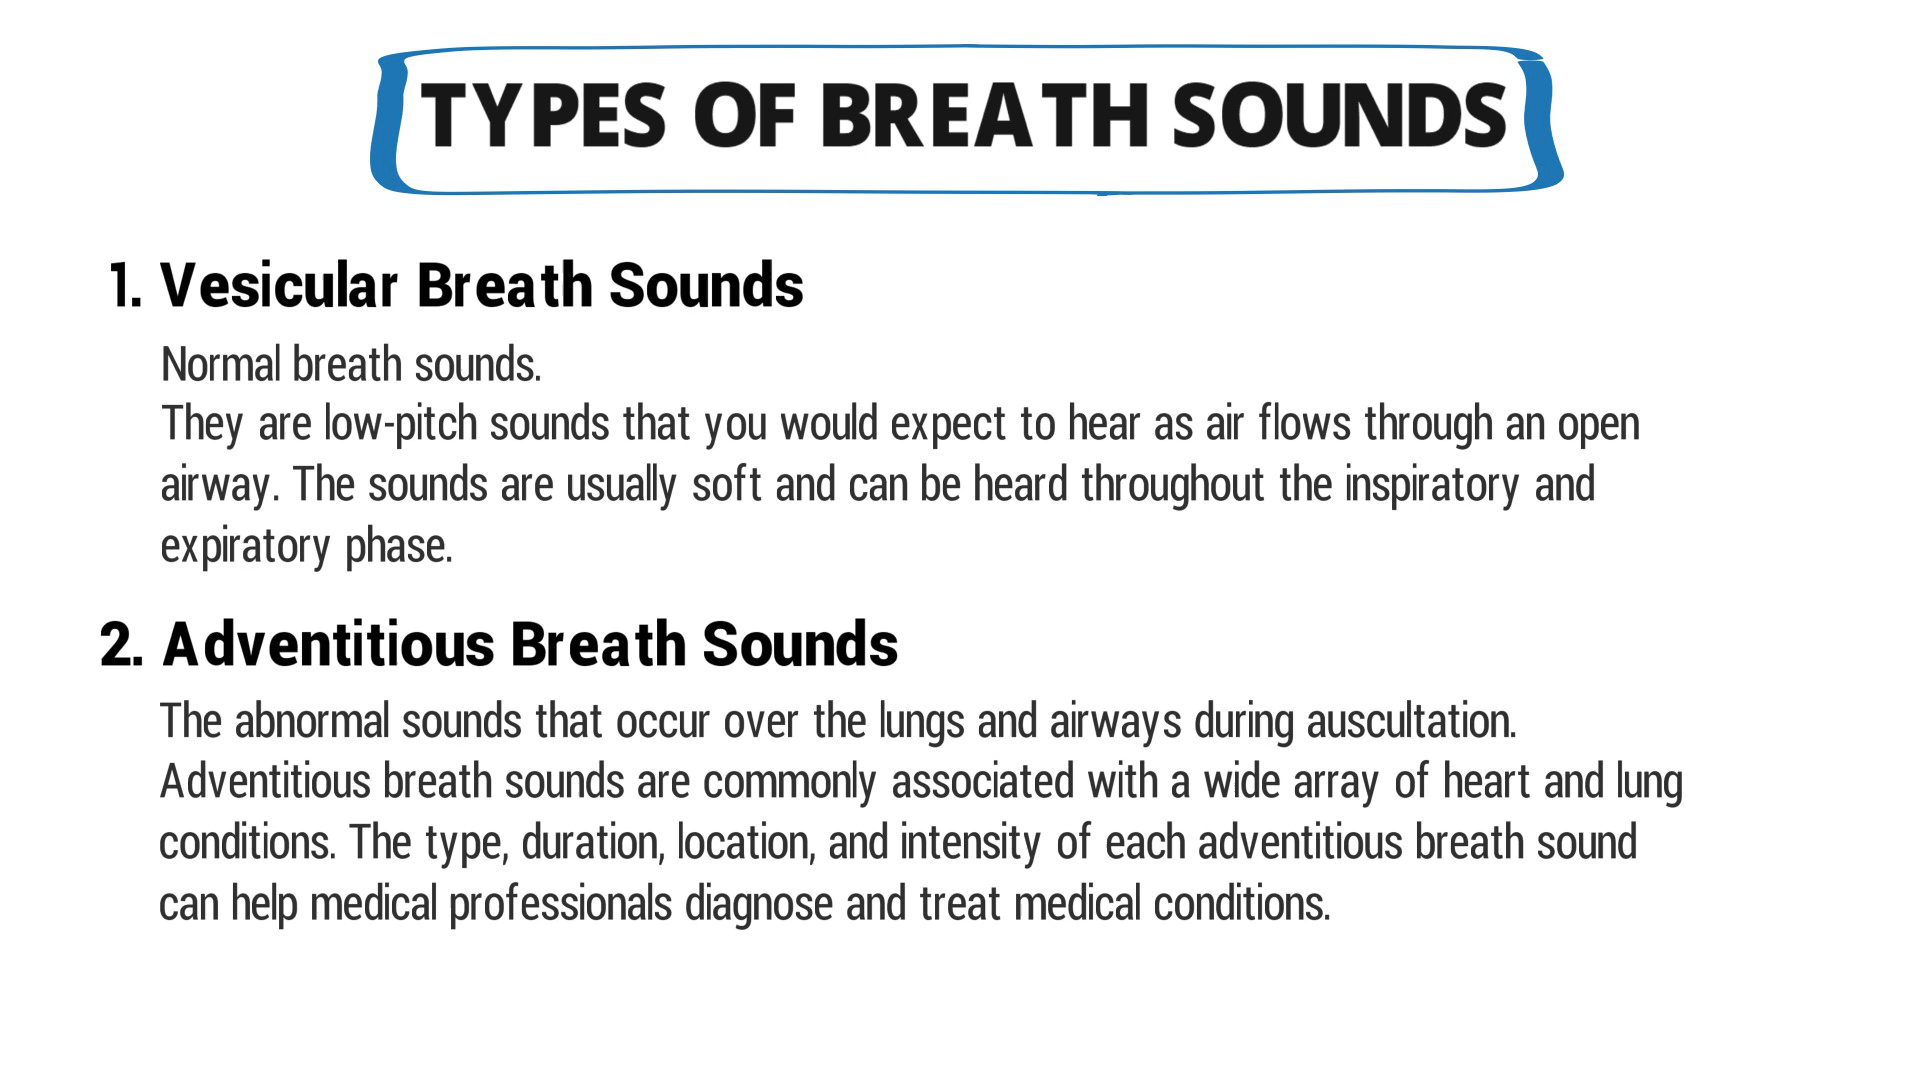 TYPES OF BREATH SOUNDS
1. Vesicular Breath Sounds
Normal breath sounds.
They are low-pitch sounds that you would expect to hear as air flows through an open
airway. The sounds are usually soft and can be heard throughout the inspiratory and
expiratory phase.
2. Adventitious Breath Sounds
The abnormal sounds that occur over the lungs and airways during auscultation.
Adventitious breath sounds are commonly associated with a wide array of heart and lung
conditions. The type, duration, location, and intensity of each adventitious breath sound
can help medical professionals diagnose and treat medical conditions.